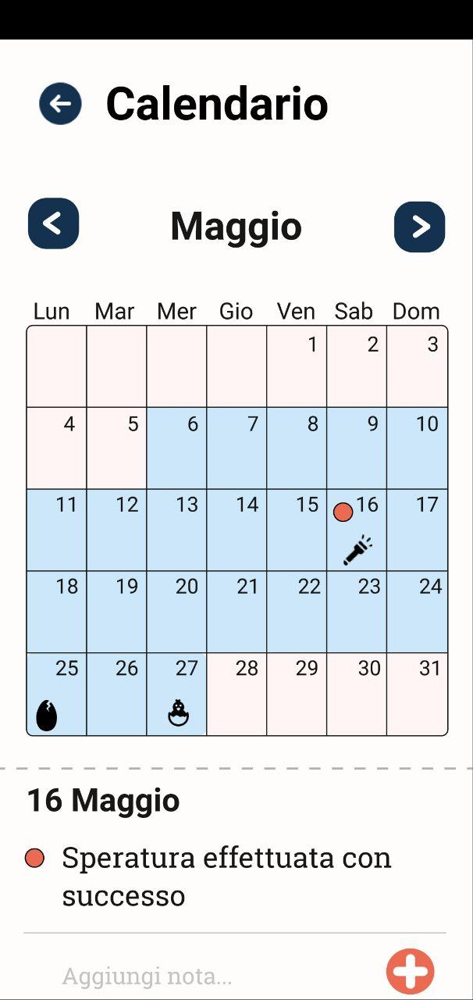 Calendario
Maggio
Lun Mar Mer Gio Ven Sab Dom
1 2 3
4 5 6 7 8 9 10
11 12 13 14 15 16 17
18 19 20 21 22 23 24
25 26 27 28 29 30 31
16 Maggio
Speratura effettuata con
successo
Aggiungi nota...